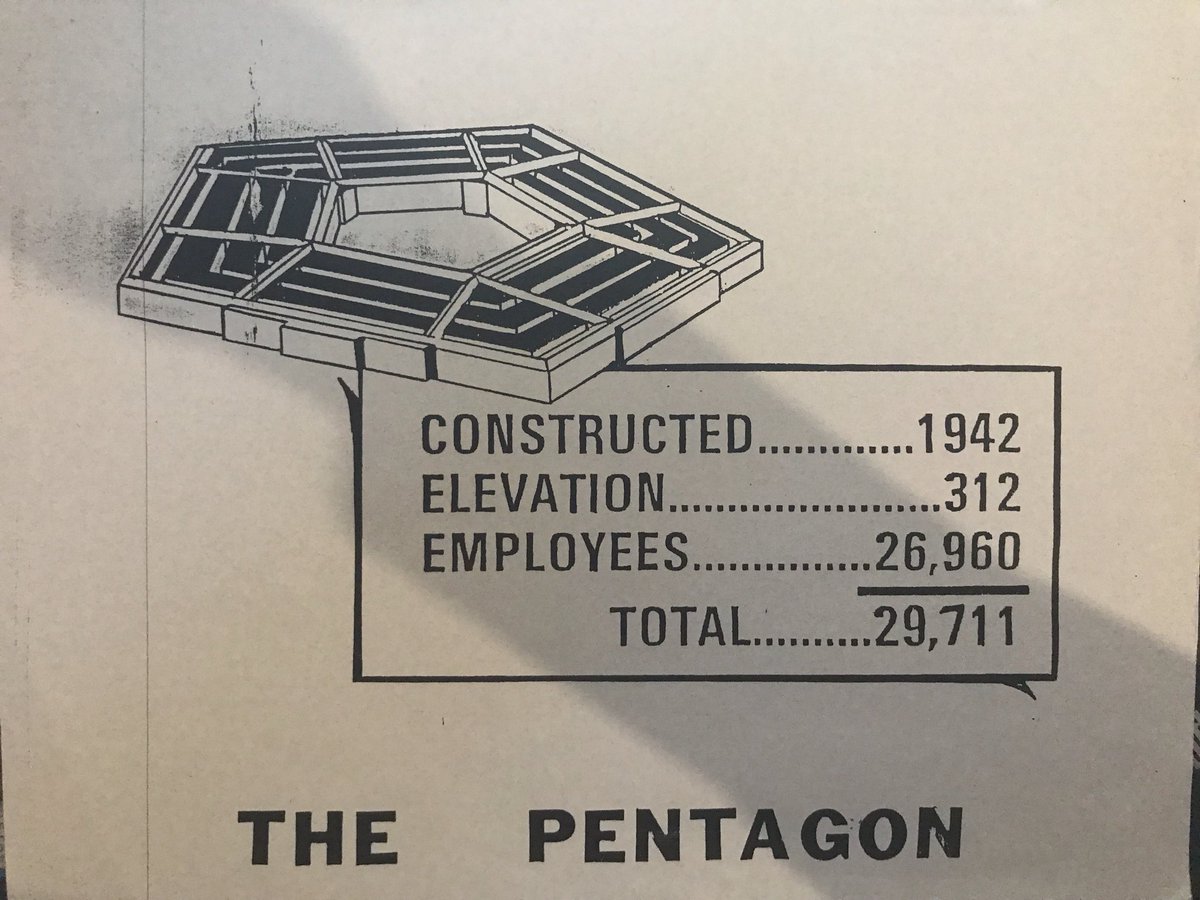 CONSTRUCTED.............1942
ELEVATION......................312
EMPLOYEES...............26,960
TOTAL..........29,711
THE PENTAGON